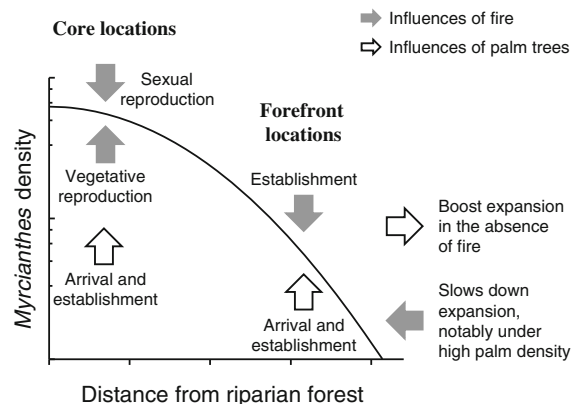 Influences of fire
Influences of palm trees
Core locations
Sexual
reproduction
Forefront
locations
Vegetative
reproduction
Establishment
Arrival and
establishment
Arrival and
establishment
Boost expansion
in the absence
of fire
Slows down
expansion,
notably under
high palm density
Myrcianthes density
Distance from riparian forest